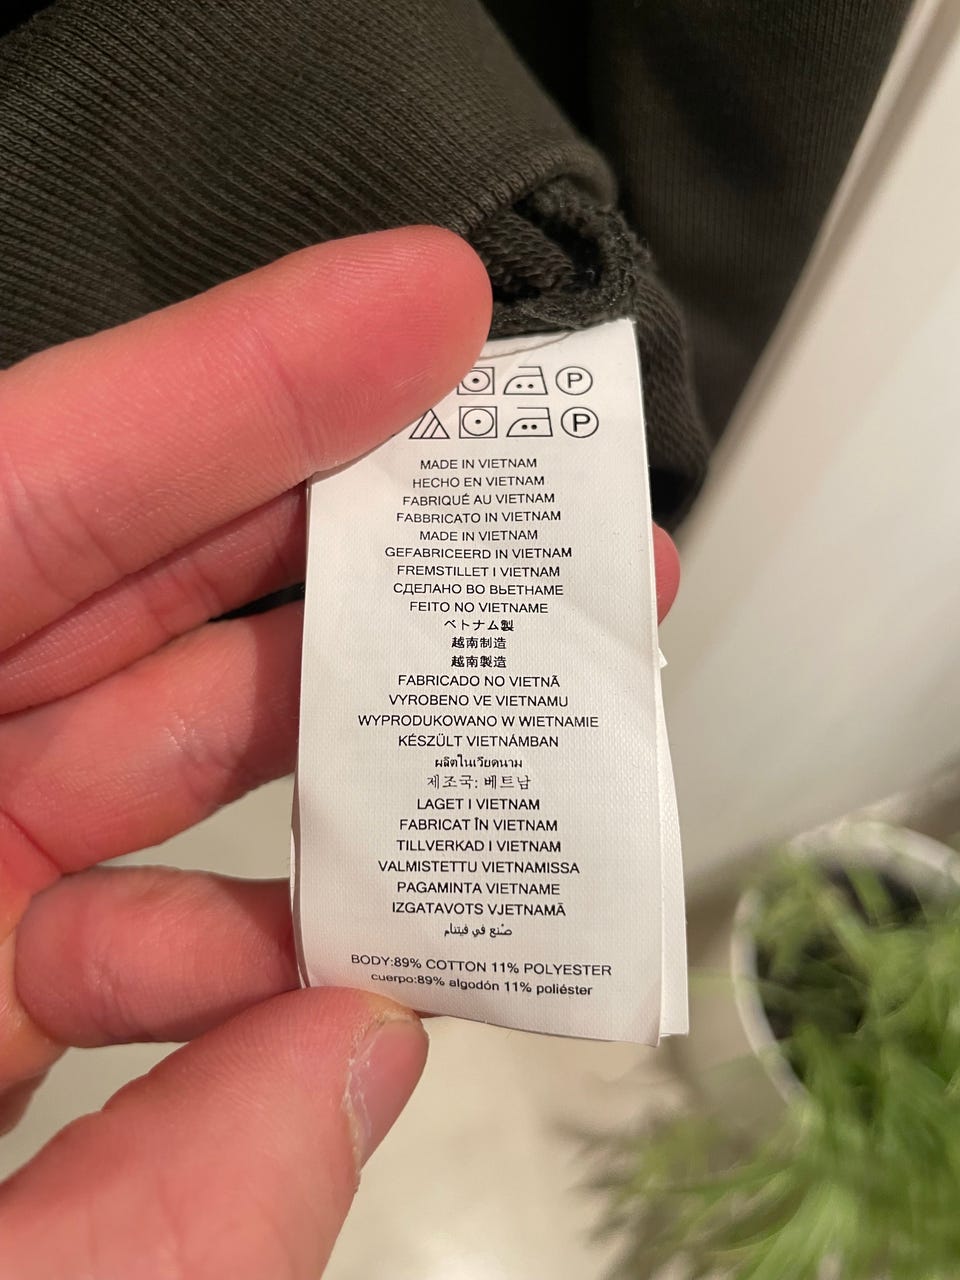 P
P
MADE IN VIETNAM
HECHO EN VIETNAM
FABRIQUÉ AU VIETNAM
FABBRICATO IN VIETNAM
MADE IN VIETNAM
GEFABRICEERD IN VIETNAM
FREMSTILLET I VIETNAM
СДЕЛАНО ВО ВЬЕТНАМЕ
FEITO NO VIETNAME
ベトナム製
越南制造
越南製造
FABRICADO NO VIETNÃ
VYROBENO VE VIETNAMU
WYPRODUKOWANO W WIETNAMIE
KÉSZÜLT VIETNÁMBAN
ผลิตในเวียดนาม
제조국: 베트남
LAGET I VIETNAM
FABRICAT ÎN VIETNAM
TILLVERKAD I VIETNAM
VALMISTETTU VIETNAMISSA
PAGAMINTA VIETNAME
IZGATAVOTS VJETNAMĀ
صُنع في فيتنام
BODY:89% COTTON 11% POLYESTER
cuerpo:89% algodón 11% poliéster